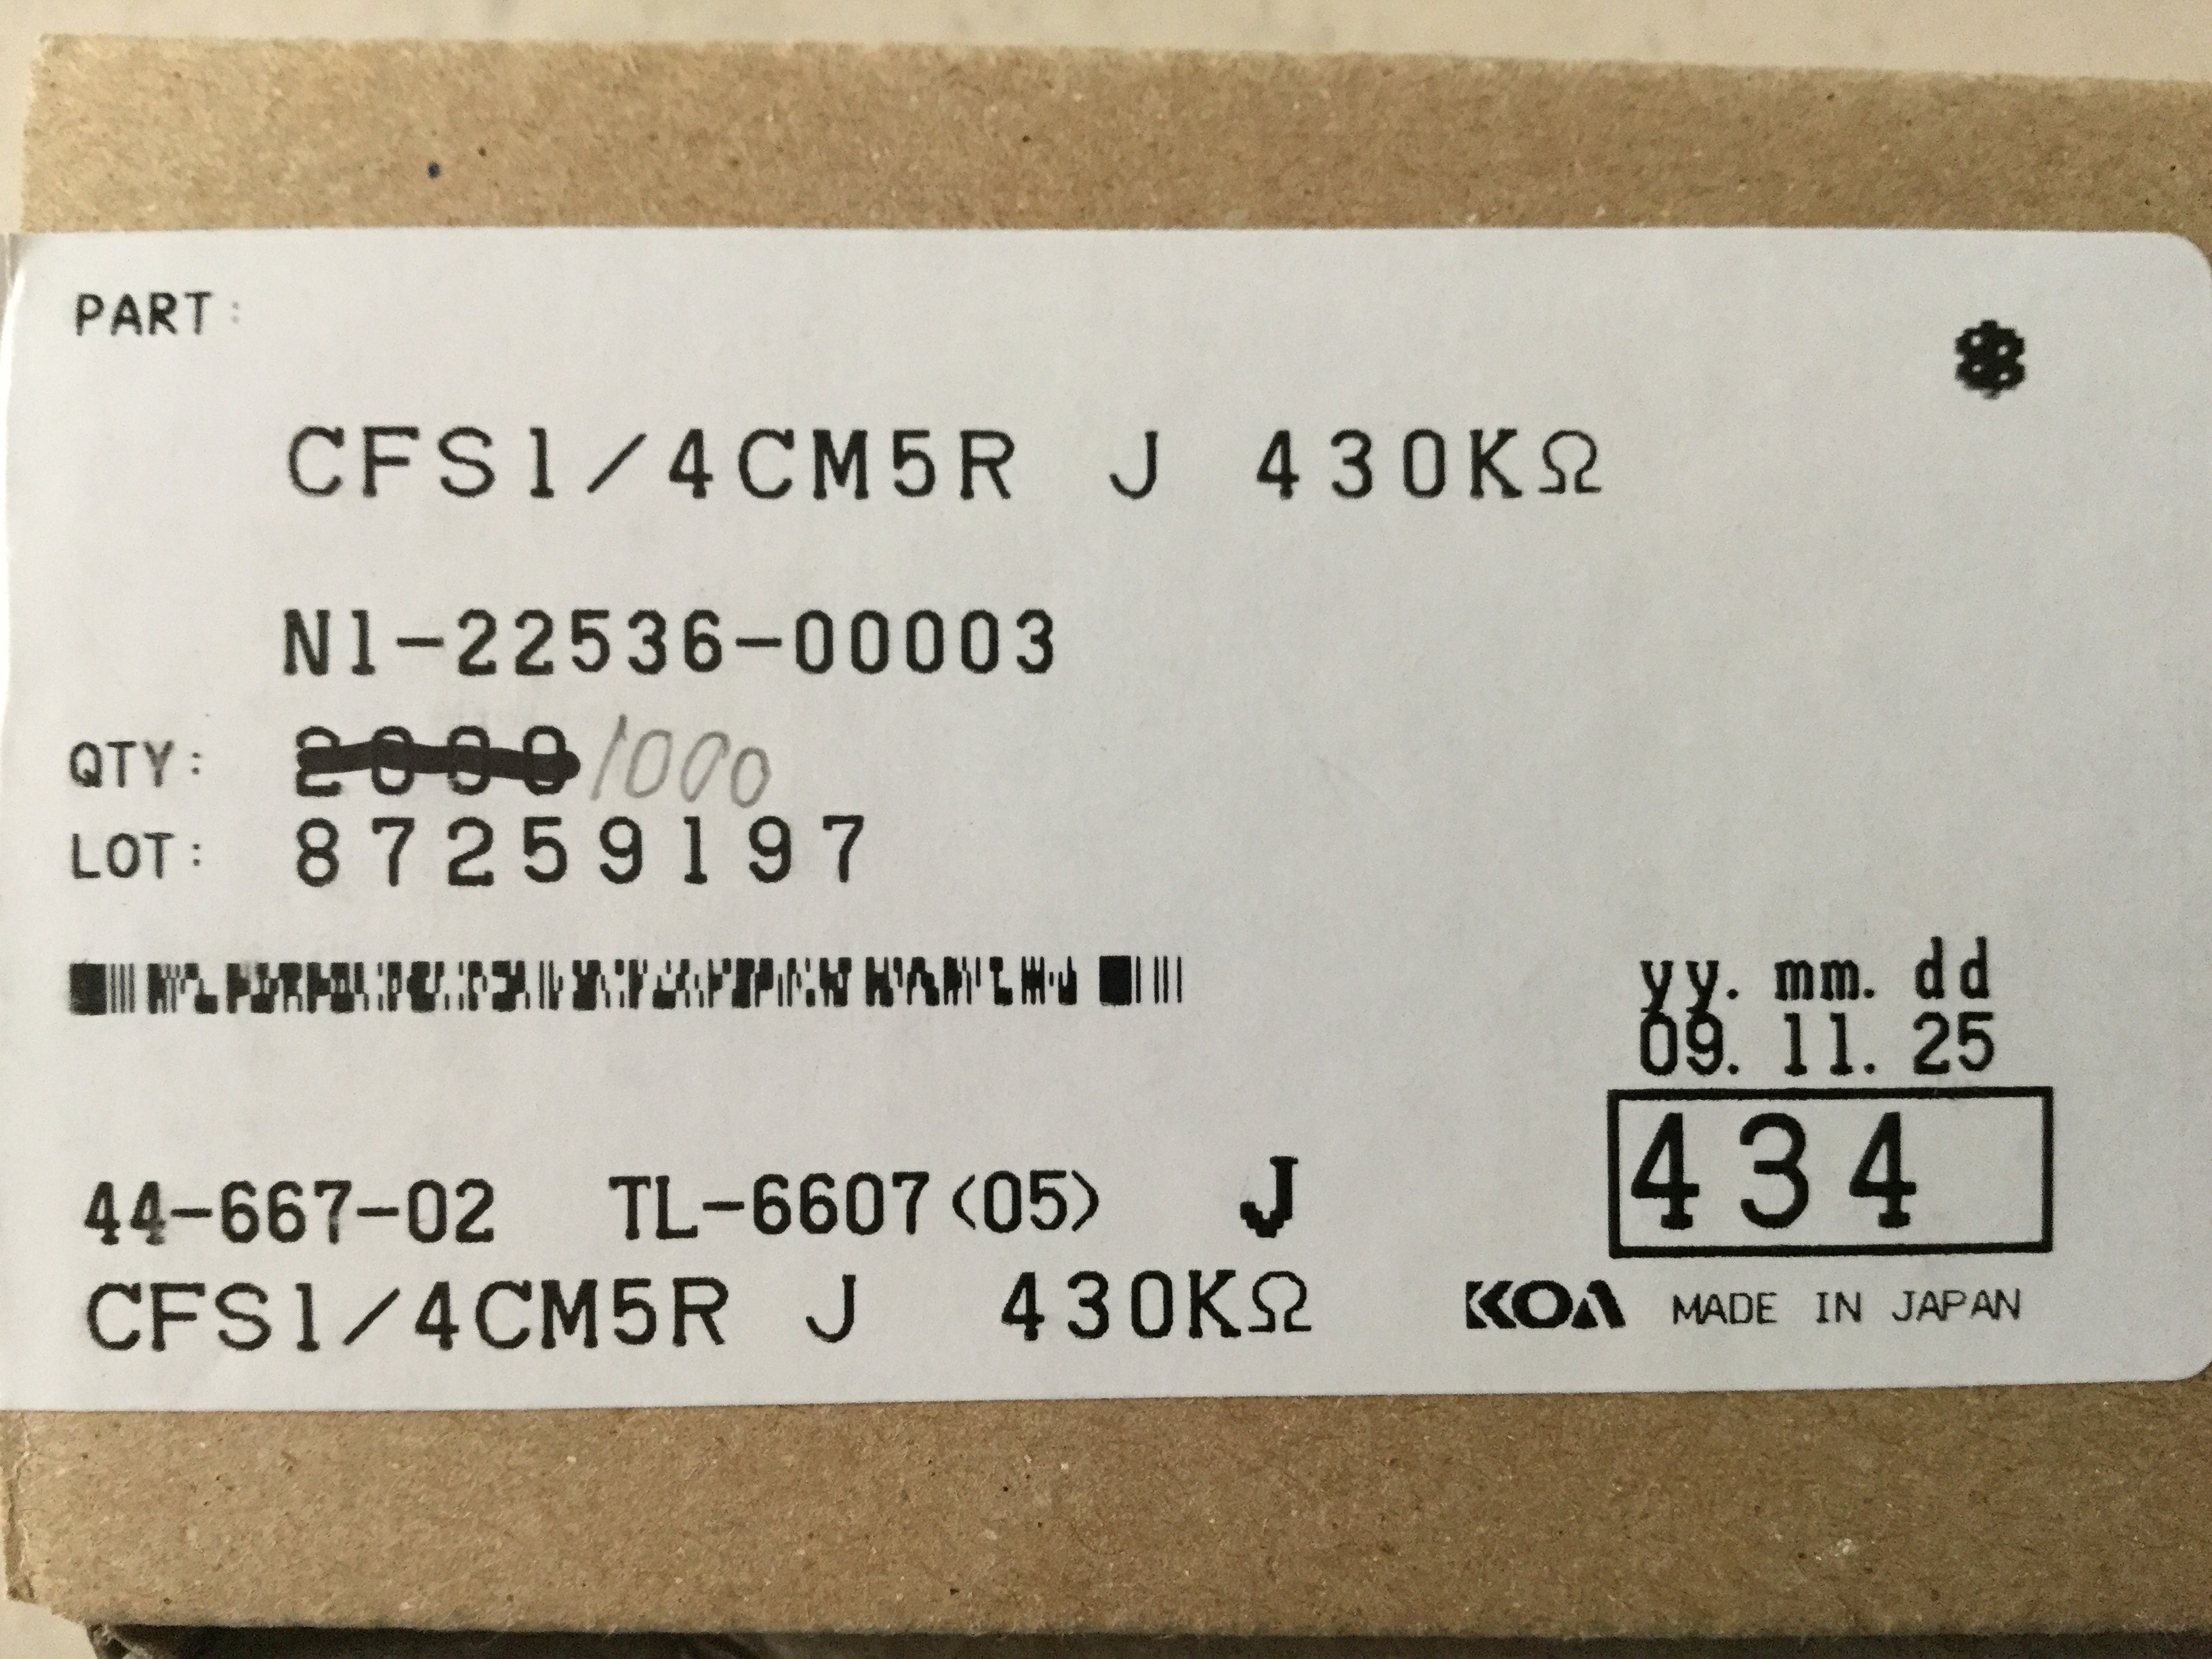 PART:
CFS1/4CM5R J 430KΩ
N1-22536-00003
QTY: 2000 1000
LOT: 87259197
yy. mm. dd
09. 11. 25
434
44-667-02 TL-6607(05) J
CFS1/4CM5R J 430KΩ
KOA MADE IN JAPAN